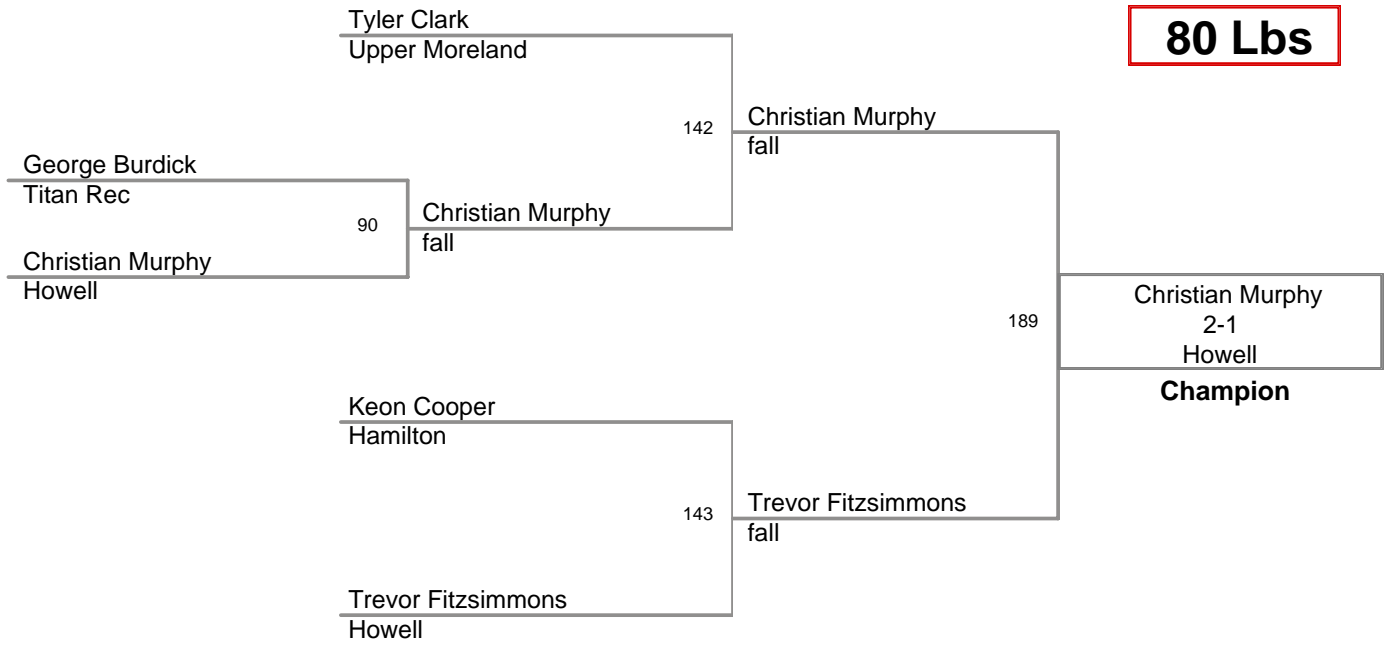 Tyler Clark
Upper Moreland
80 Lbs
142
Christian Murphy
fall
George Burdick
Titan Rec
90
Christian Murphy
fall
Christian Murphy
Howell
189
Christian Murphy
2-1
Howell
Champion
Keon Cooper
Hamilton
143
Trevor Fitzsimmons
fall
Trevor Fitzsimmons
Howell